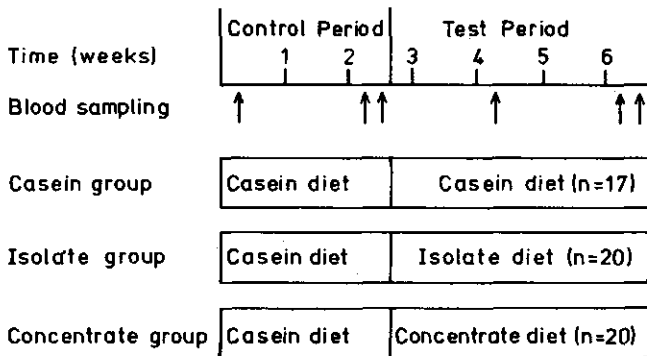 Control Period Test Period
Time (weeks) 1 2 3 4 5 6
Blood sampling
Casein group Casein diet Casein diet (n=17)
Isolate group Casein diet Isolate diet (n=20)
Concentrate group Casein diet Concentrate diet (n=20)